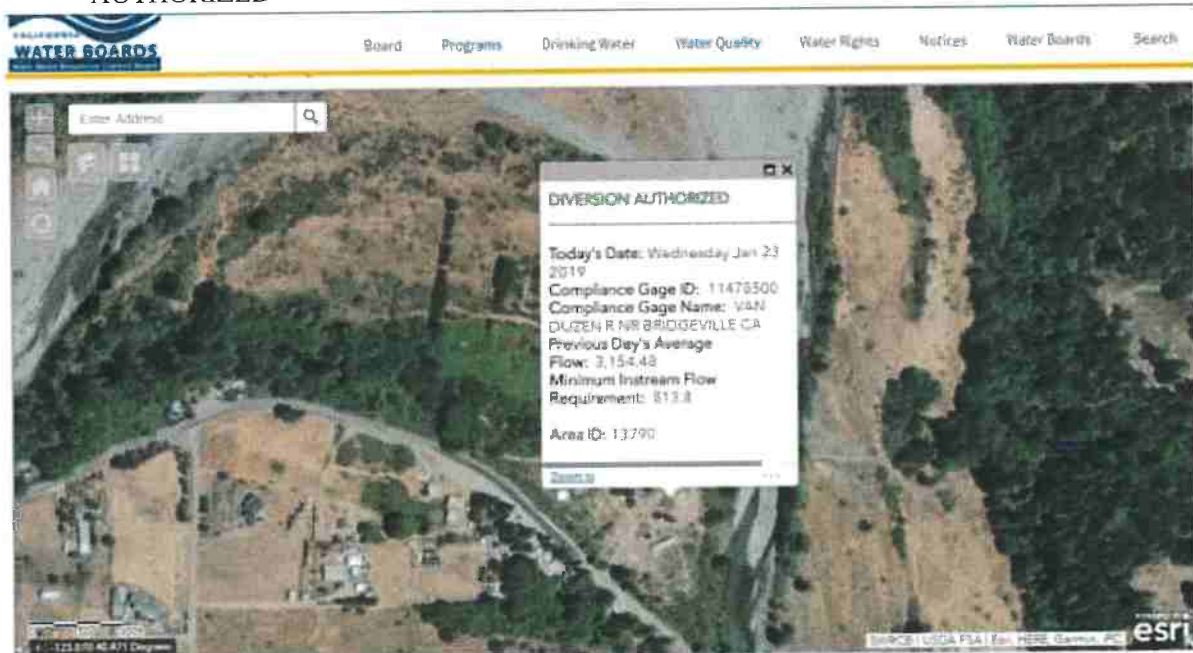 AUTHORIZED
CALIFORNIA
WATER BOARDS
Board Programs Drinking Water Water Quality Water Rights Notices Water Boards Search
Enter Address
DIVERSION AUTHORIZED
Today's Date: Wednesday Jan 23
2019
Compliance Gage ID: 11478500
Compliance Gage Name: VAN
DUZEN R NR BRIDGEVILLE CA
Previous Day's Average
Flow: 3,154.48
Minimum Instream Flow
Requirement: 813.8
Area ID: 13790
Zoom to
esri